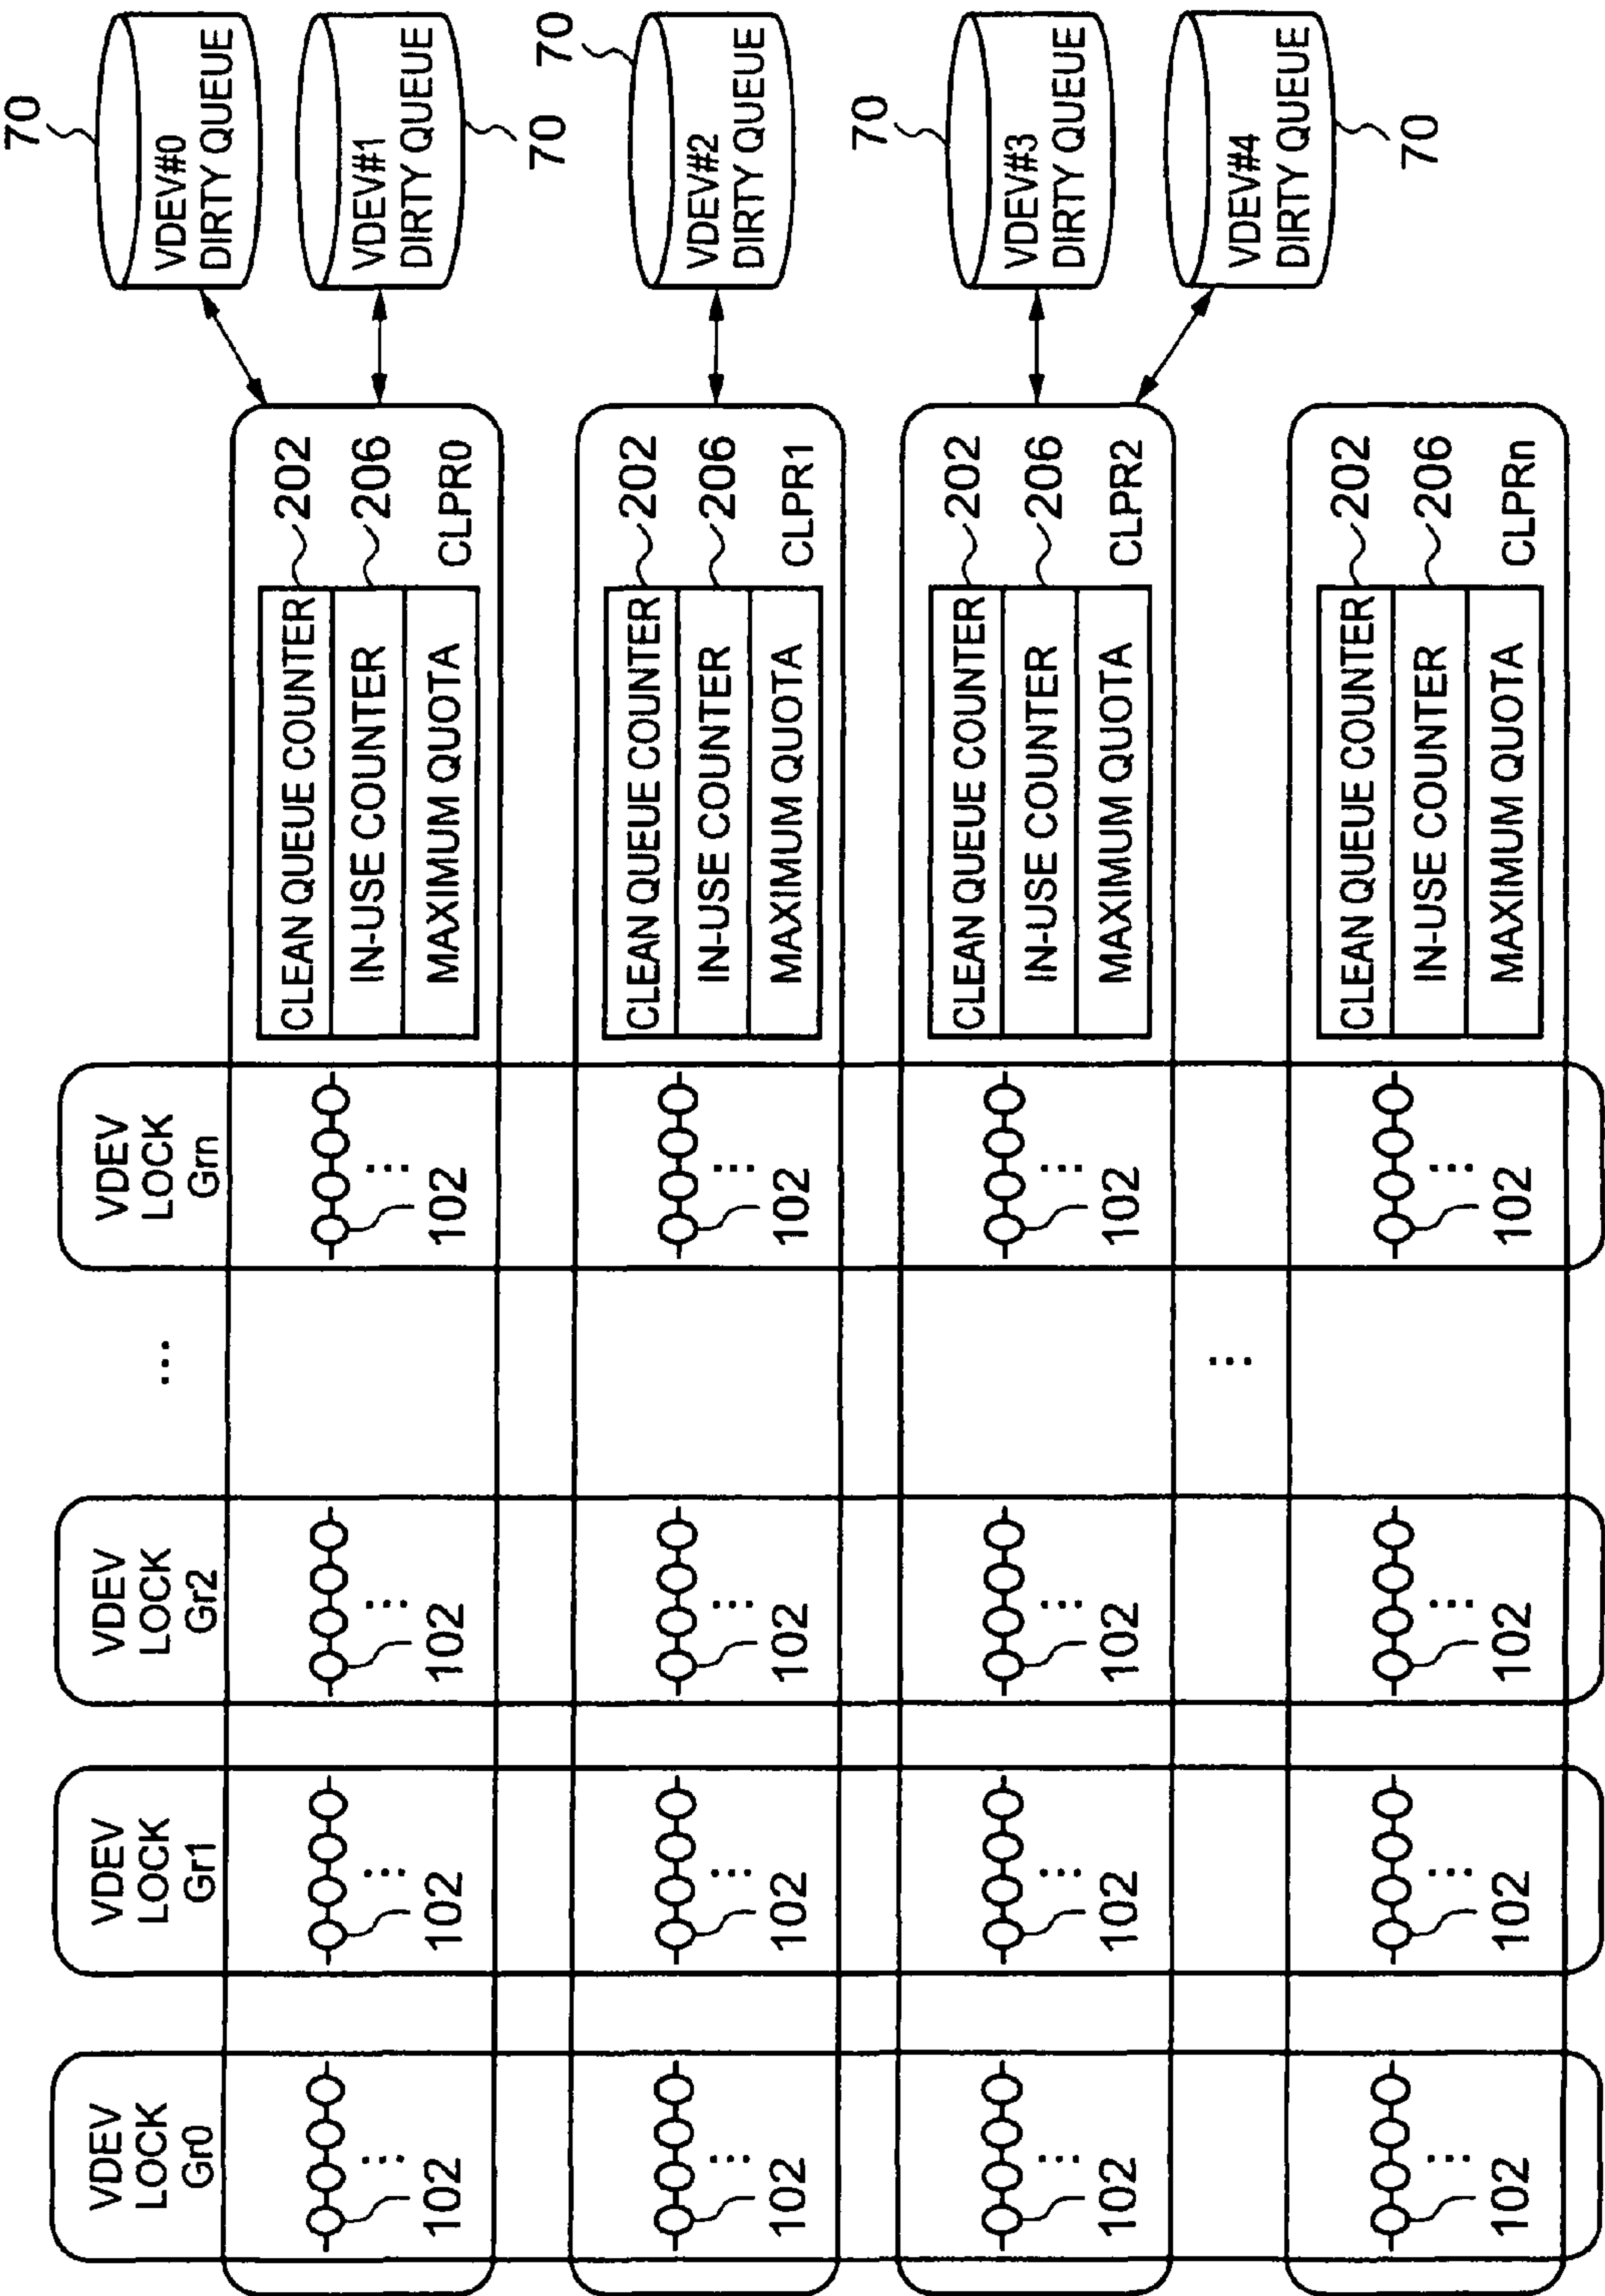 VDEV
LOCK
Gr0
VDEV
LOCK
Gr1
VDEV
LOCK
Gr2
...
VDEV
LOCK
Grn
102
...
102
...
102
...
102
...
CLEAN QUEUE COUNTER
IN-USE COUNTER
MAXIMUM QUOTA
202
206
CLPR0
70
VDEV#0
DIRTY QUEUE
VDEV#1
DIRTY QUEUE
70
102
...
102
...
102
...
102
...
CLEAN QUEUE COUNTER
IN-USE COUNTER
MAXIMUM QUOTA
202
206
CLPR1
70
VDEV#2
DIRTY QUEUE
102
...
102
...
102
...
102
...
CLEAN QUEUE COUNTER
IN-USE COUNTER
MAXIMUM QUOTA
202
206
CLPR2
70
VDEV#3
DIRTY QUEUE
VDEV#4
DIRTY QUEUE
70
...
102
...
102
...
102
...
102
...
CLEAN QUEUE COUNTER
IN-USE COUNTER
MAXIMUM QUOTA
202
206
CLPRn